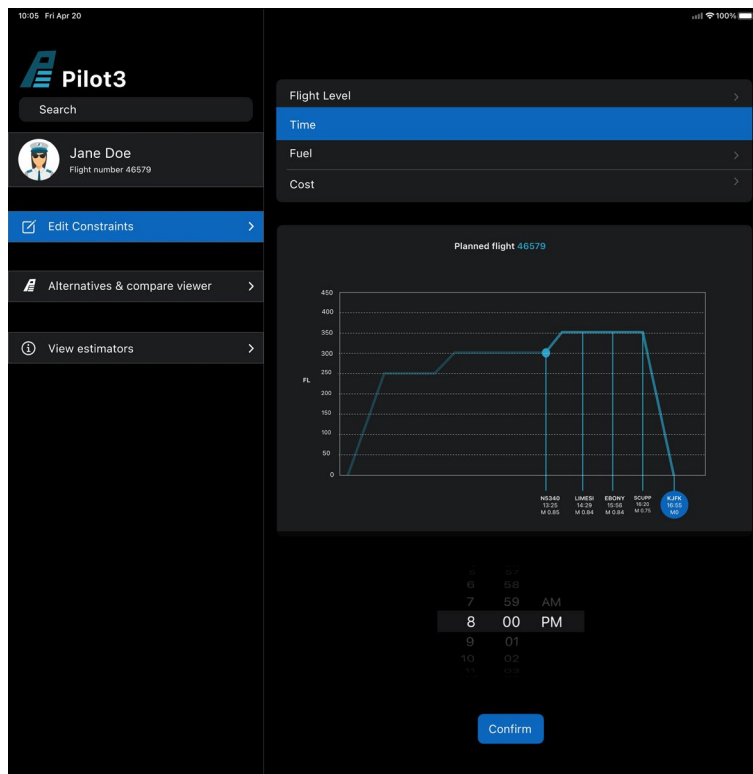 10:05 Fri Apr 20
100%
Pilot3
Search
Jane Doe
Flight number 46579
Edit Constraints
Alternatives & compare viewer
View estimators
Flight Level
Time
Fuel
Cost
Planned flight 46579
450
400
350
300
250
FL
200
150
100
50
0
N5340 LIMESI EBONY SCUPP KJFK
13:25 14:29 15:56 16:20 16:55
M 0.85 M 0.84 M 0.84 M 0.75 M0
6 58
7 59 AM
8 00 PM
9 01
10 02
11 03
Confirm